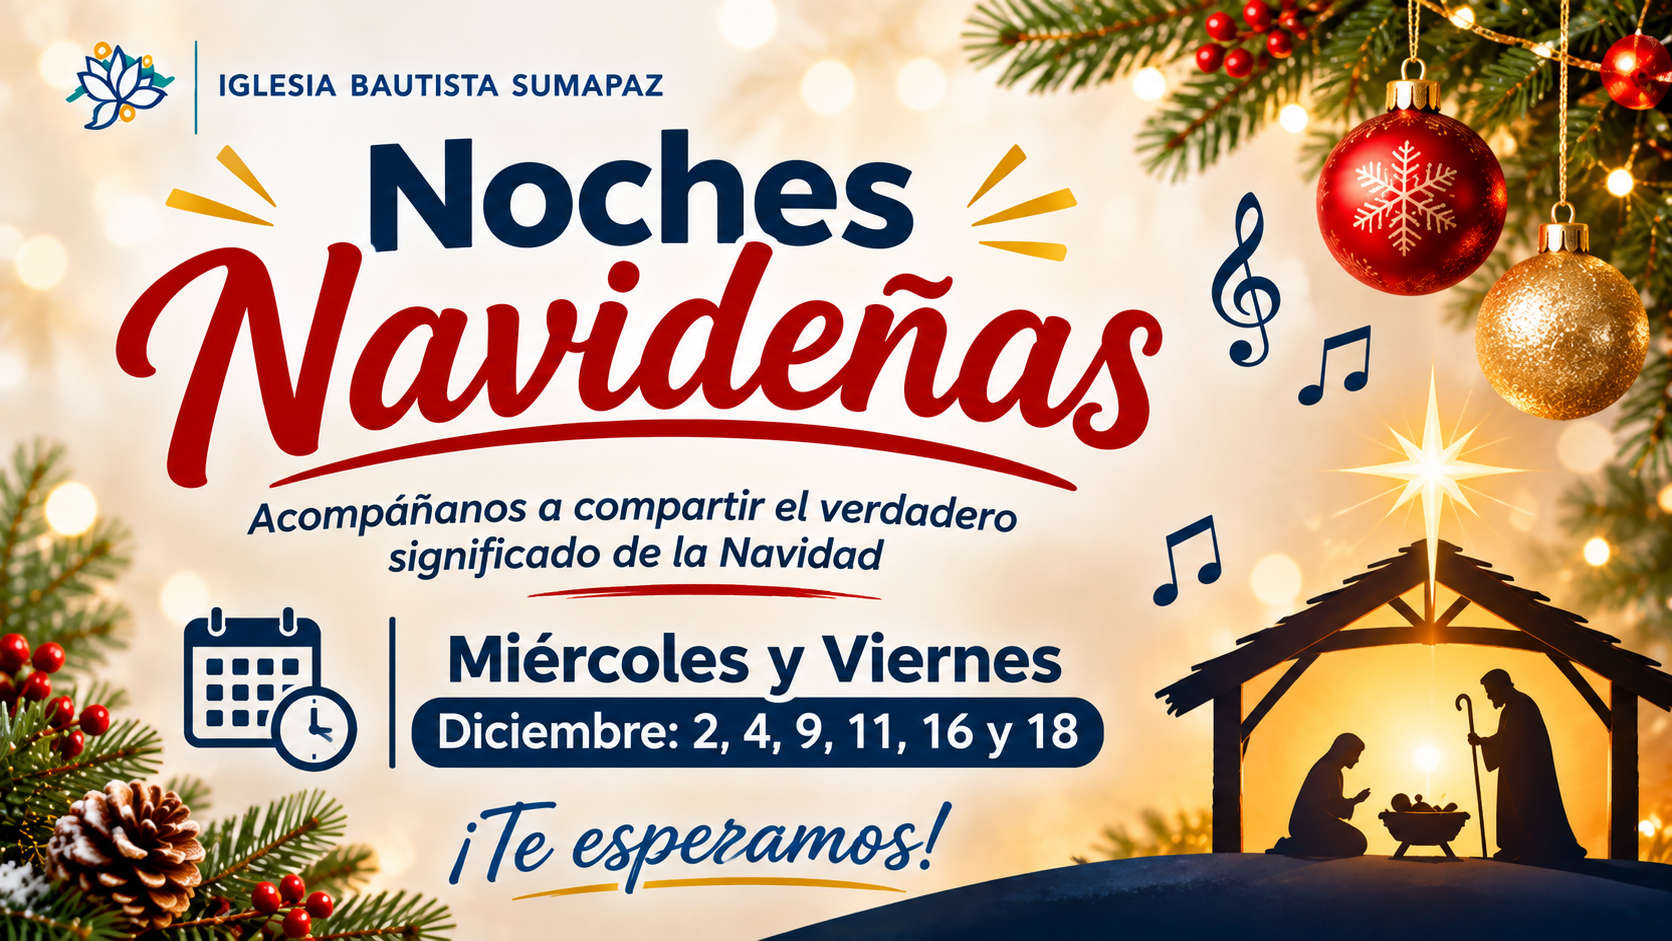 IGLESIA BAUTISTA SUMAPAZ
Noches
Navideñas
Acompáñanos a compartir el verdadero
significado de la Navidad
Miércoles y Viernes
Diciembre: 2, 4, 9, 11, 16 y 18
¡Te esperamos!